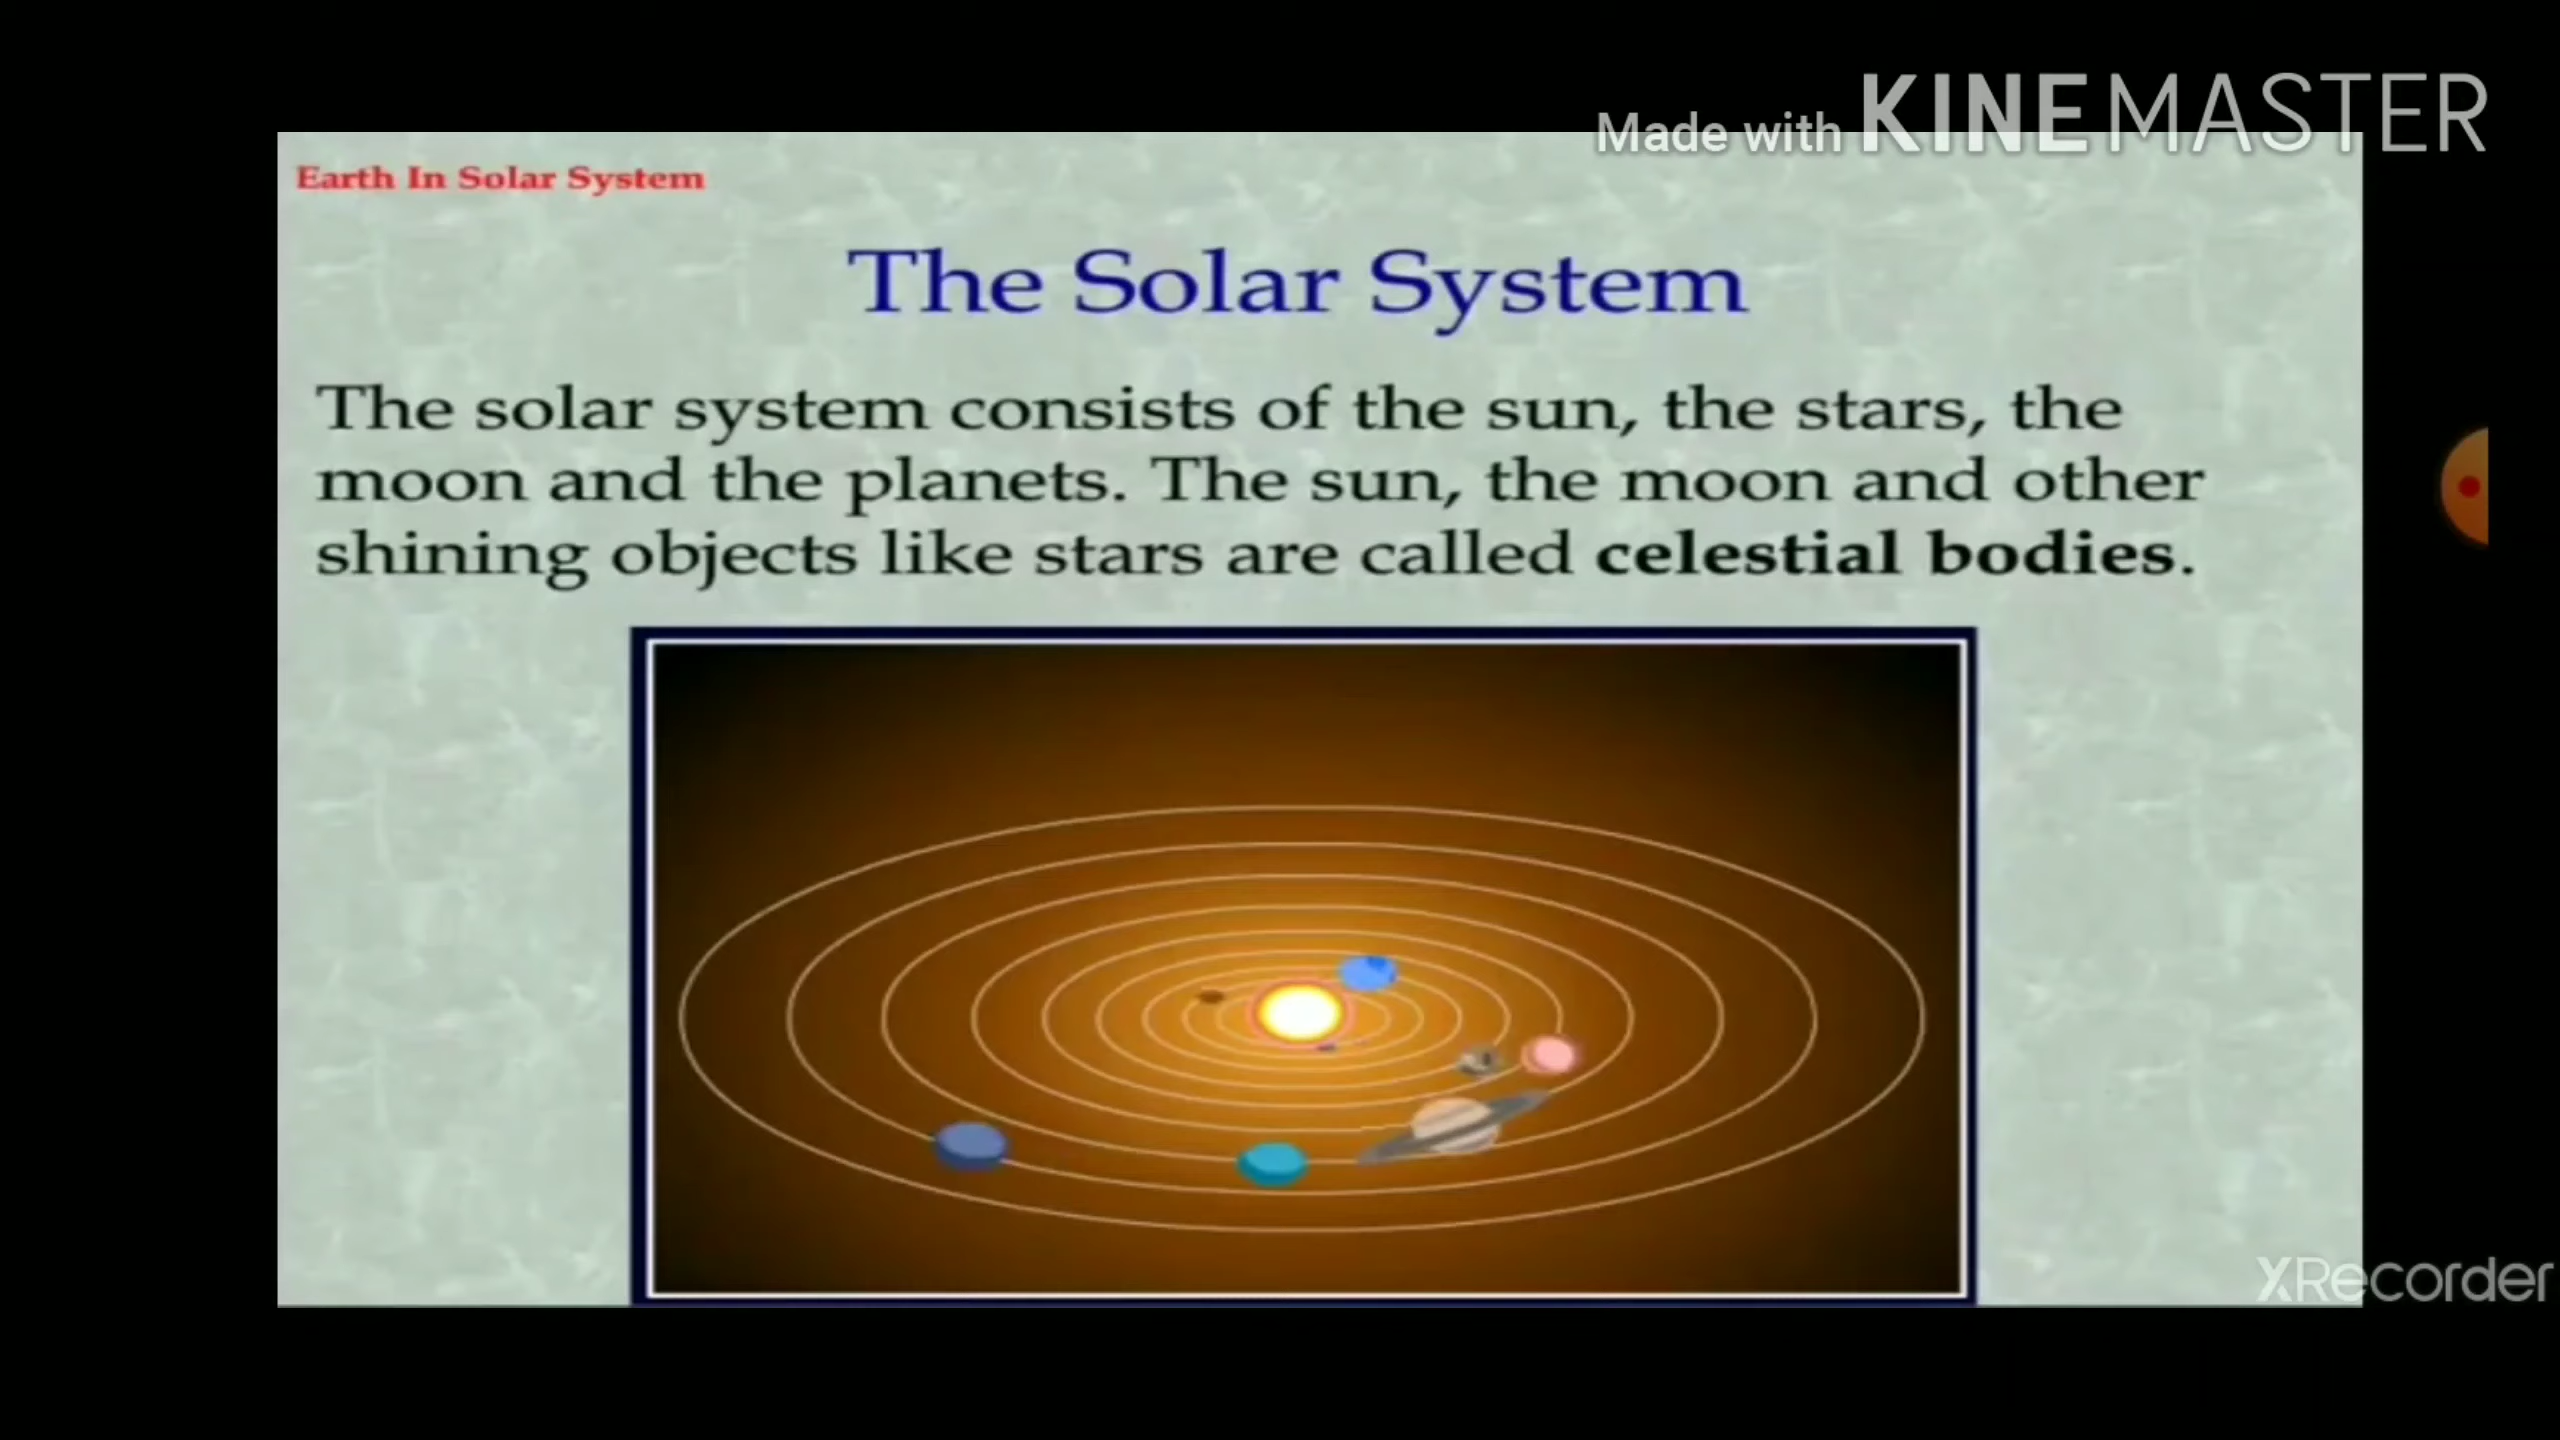 Made with KINEMASTER
Earth In Solar System
The Solar System
The solar system consists of the sun, the stars, the
moon and the planets. The sun, the moon and other
shining objects like stars are called celestial bodies.
XRecorder